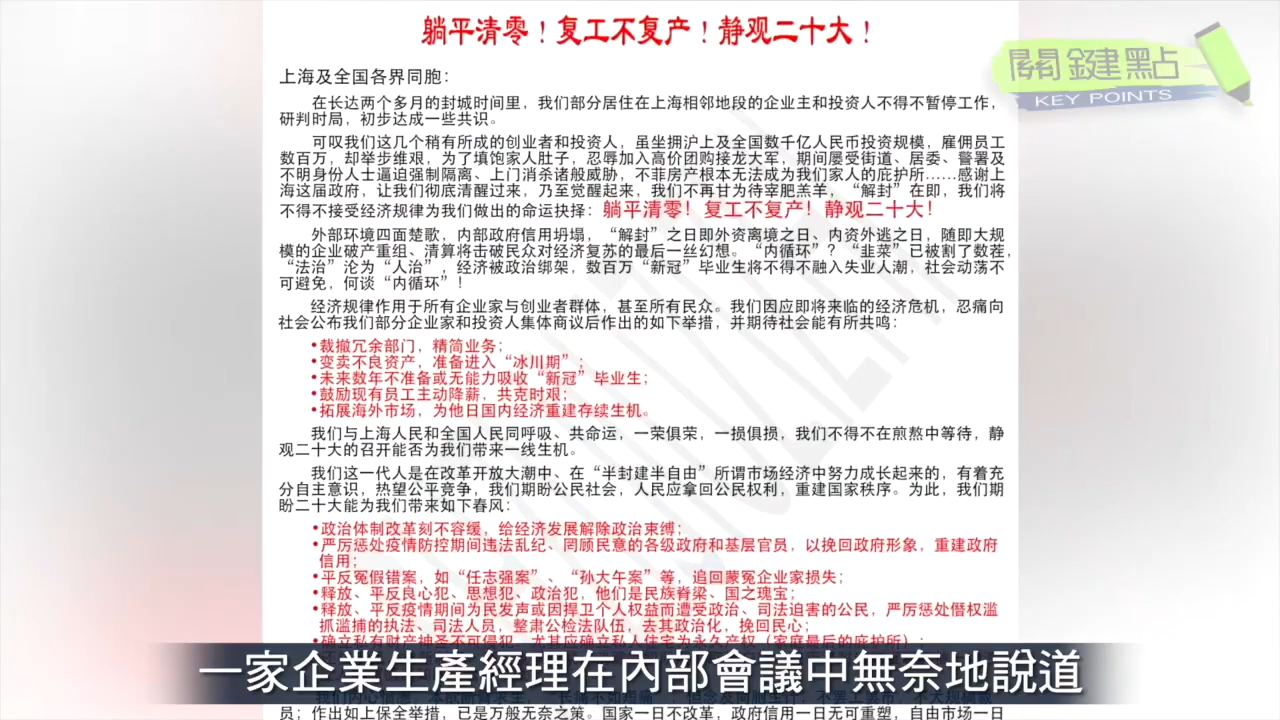 躺平清零！复工不复产！静观二十大！
關鍵點
KEY POINTS
上海及全国各界同胞：
在长达两个多月的封城时间里，我们部分居住在上海相邻地段的企业主和投资人不得不暂停工作，
研判时局，初步达成一些共识。
可叹我们这几个稍有所成的创业者和投资人，虽坐拥沪上及全国数千亿人民币投资规模，雇佣员工
数百万，却举步维艰，为了填饱家人肚子，忍辱加入高价团购接龙大军，期间屡受街道、居委、警署及
不明身份人士逼迫强制隔离、上门消杀诸般威胁，不菲房产根本无法成为我们家人的庇护所……感谢上
海这届政府，让我们彻底清醒过来，乃至觉醒起来，我们不再甘为待宰肥羔羊，“解封”在即，我们将
不得不接受经济规律为我们做出的命运抉择：躺平清零！复工不复产！静观二十大！
外部环境四面楚歌，内部政府信用坍塌，“解封”之日即外资离境之日、内资外逃之日，随即大规
模的企业破产重组、清算将击破民众对经济复苏的最后一丝幻想。“内循环”？“韭菜”已被割了数茬，
“法治”沦为“人治”，经济被政治绑架，数百万“新冠”毕业生将不得不融入失业人潮，社会动荡不
可避免，何谈“内循环”！
经济规律作用于所有企业家与创业者群体，甚至所有民众。我们因应即将来临的经济危机，忍痛向
社会公布我们部分企业家和投资人集体商议后作出的如下举措，并期待社会能有所共鸣：
•裁撤冗余部门，精简业务；
•变卖不良资产，准备进入“冰川期”；
•未来数年不准备或无能力吸收“新冠”毕业生；
•鼓励现有员工主动降薪，共克时艰；
•拓展海外市场，为他日国内经济重建存续生机。
我们与上海人民和全国人民同呼吸、共命运，一荣俱荣，一损俱损，我们不得不在煎熬中等待，静
观二十大的召开能否为我们带来一线生机。
我们这一代人是在改革开放大潮中、在“半封建半自由”所谓市场经济中努力成长起来的，有着充
分自主意识，热望公平竞争，我们期盼公民社会，人民应拿回公民权利，重建国家秩序。为此，我们期
盼二十大能为我们带来如下春风：
•政治体制改革刻不容缓，给经济发展解除政治束缚；
•严厉惩处疫情防控期间违法乱纪、罔顾民意的各级政府和基层官员，以挽回政府形象，重建政府
信用；
•平反冤假错案，如“任志强案”、“孙大午案”等，追回蒙冤企业家损失；
•释放、平反良心犯、思想犯、政治犯，他们是民族脊梁、国之瑰宝；
•释放、平反疫情期间为民发声或因捍卫个人权益而遭受政治、司法迫害的公民，严厉惩处僭权滥
抓滥捕的执法、司法人员，整肃公检法队伍，去其政治化，挽回民心；
•确立私有财产神圣不可侵犯，尤其应确立私人住宅为永久产权（家庭最后的庇护所）；
一家企業生產經理在內部會議中無奈地說道
员；作出如上保全举措，已是万般无奈之策。国家一日不改革，政府信用一日无可重塑，自由市场一日